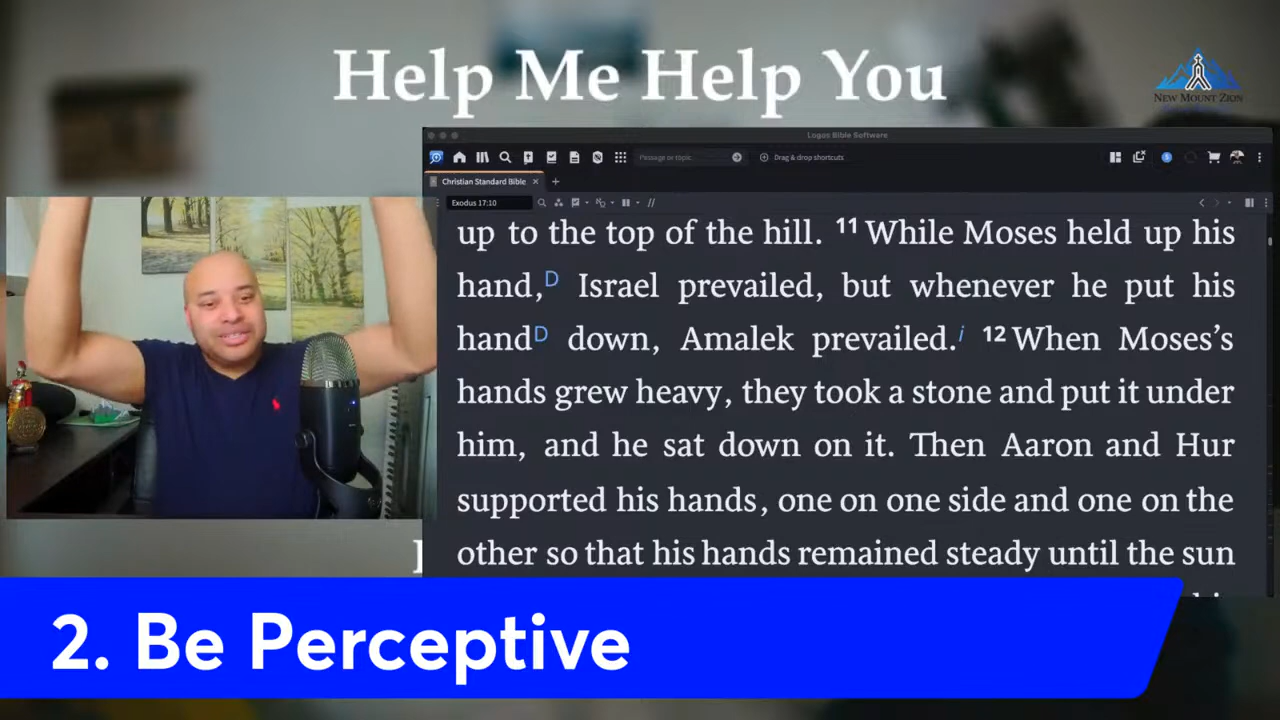 Help Me Help You
NEW MOUNT ZION
Logos Bible Software
Passage or topic
Drag & drop shortcuts
Christian Standard Bible
Exodus 17:10
up to the top of the hill. 11 While Moses held up his
hand,D Israel prevailed, but whenever he put his
handD down, Amalek prevailed.i 12 When Moses’s
hands grew heavy, they took a stone and put it under
him, and he sat down on it. Then Aaron and Hur
supported his hands, one on one side and one on the
other so that his hands remained steady until the sun
2. Be Perceptive